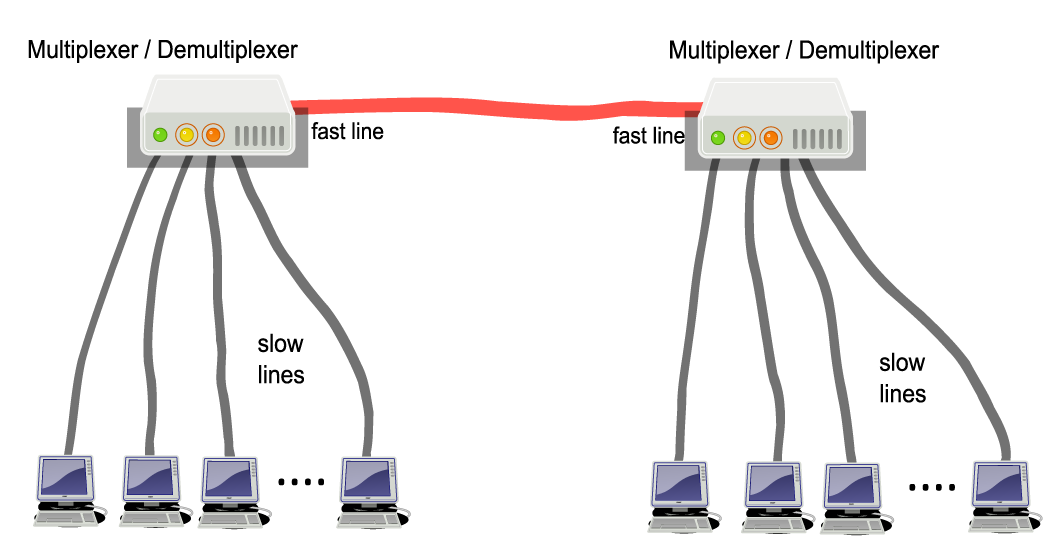 Multiplexer / Demultiplexer
Multiplexer / Demultiplexer
fast line
fast line
slow
lines
slow
lines